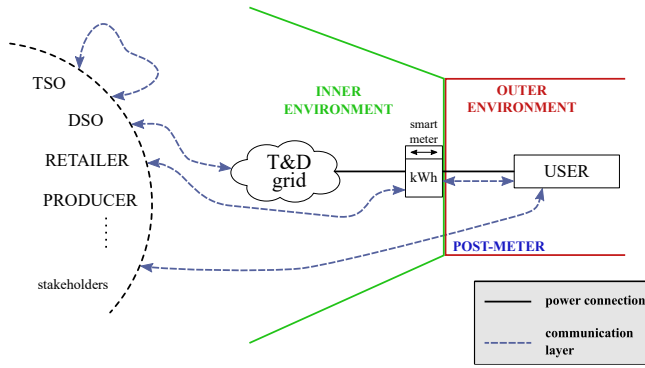 TSO
DSO
RETAILER
PRODUCER
stakeholders
T&D
grid
INNER
ENVIRONMENT
smart
meter
kWh
OUTER
ENVIRONMENT
USER
POST-METER
power connection
communication
layer